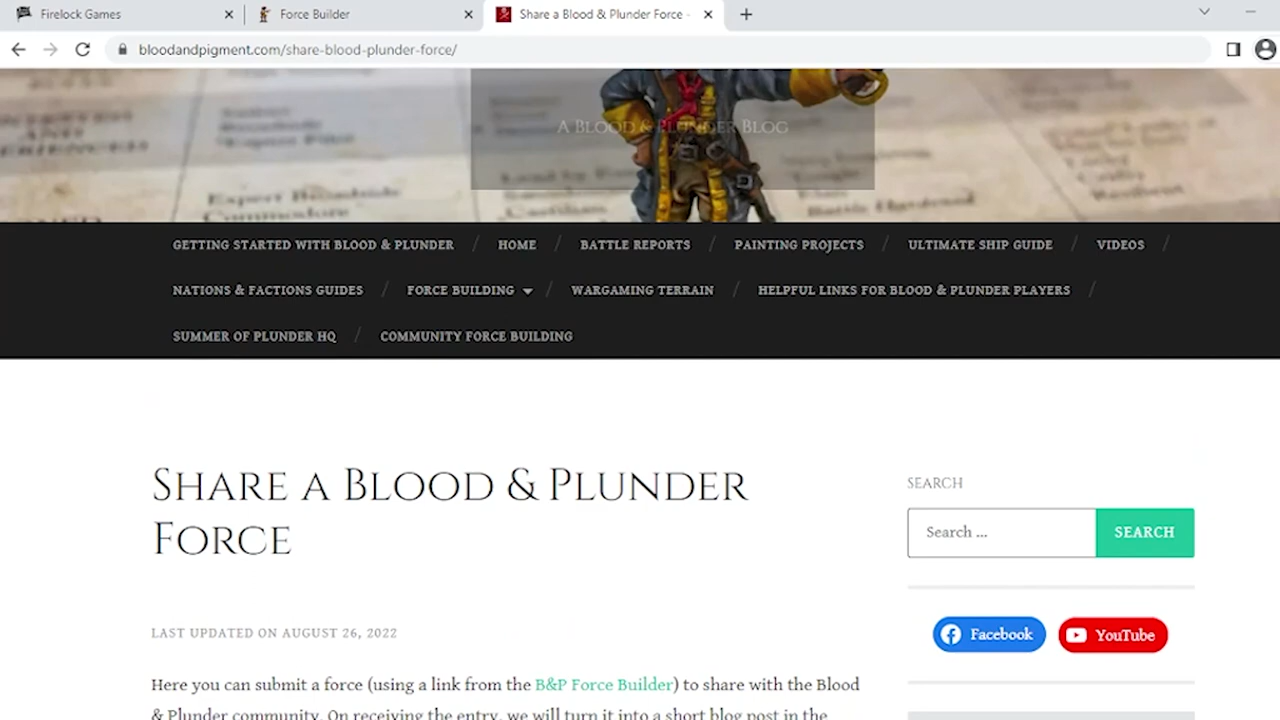 Firelock Games
Force Builder
Share a Blood & Plunder Force -
bloodandpigment.com/share-blood-plunder-force/
A Blood & Plunder Blog
Expert Broadside
Commodore
GETTING STARTED WITH BLOOD & PLUNDER / HOME / BATTLE REPORTS / PAINTING PROJECTS / ULTIMATE SHIP GUIDE / VIDEOS /
NATIONS & FACTIONS GUIDES / FORCE BUILDING / WARGAMING TERRAIN / HELPFUL LINKS FOR BLOOD & PLUNDER PLAYERS /
SUMMER OF PLUNDER HQ / COMMUNITY FORCE BUILDING
Share a Blood & Plunder
Force
SEARCH
Search ... SEARCH
LAST UPDATED ON AUGUST 26, 2022
Facebook YouTube
Here you can submit a force (using a link from the B&P Force Builder) to share with the Blood
& Plunder community. On receiving the entry, we will turn it into a short blog post in the